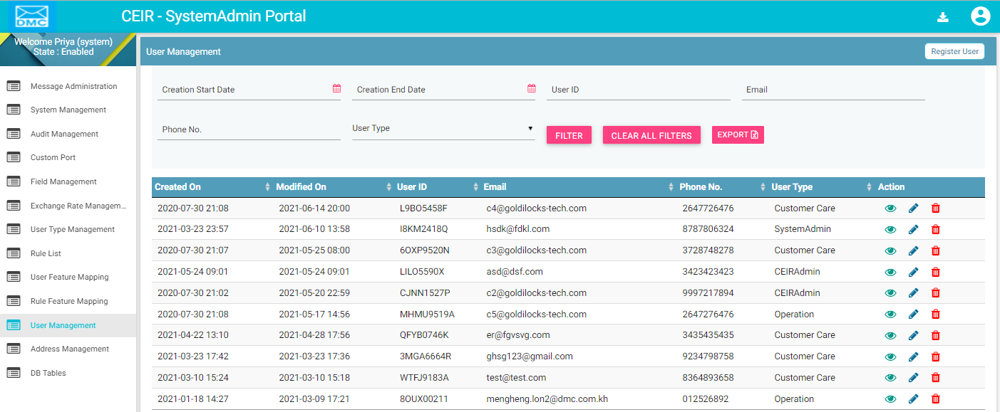 DMC
CEIR - SystemAdmin Portal
Welcome Priya (system)
State : Enabled
Message Administration
System Management
Audit Management
Custom Port
Field Management
Exchange Rate Managem...
User Type Management
Rule List
User Feature Mapping
Rule Feature Mapping
User Management
Address Management
DB Tables
User Management Register User
Creation Start Date Creation End Date User ID Email
Phone No. User Type FILTER CLEAR ALL FILTERS EXPORT
Created On Modified On User ID Email Phone No. User Type Action
2020-07-30 21:08 2021-06-14 20:00 L9BO5458F c4@goldilocks-tech.com 2647726476 Customer Care
2021-03-23 23:57 2021-06-10 13:58 I8KM2418Q hsdk@fdkl.com 8787806324 SystemAdmin
2020-07-30 21:07 2021-05-25 08:00 6OXP9520N c3@goldilocks-tech.com 3728748278 Customer Care
2021-05-24 09:01 2021-05-24 09:01 LILO5590X asd@dsf.com 3423423423 CEIRAdmin
2020-07-30 21:02 2021-05-20 22:59 CJNN1527P c2@goldilocks-tech.com 9997217894 CEIRAdmin
2020-07-30 21:08 2021-05-17 14:56 MHMU9519A c5@goldilocks-tech.com 2647276476 Operation
2021-04-22 13:10 2021-04-28 17:56 QFYB0746K er@fgvsvg.com 3435435435 Customer Care
2021-03-23 17:42 2021-03-23 17:36 3MGA6664R ghsg123@gmail.com 9234798758 Customer Care
2021-03-10 15:24 2021-03-10 15:18 WTFJ9183A test@test.com 8364893658 Customer Care
2021-01-18 14:27 2021-03-09 17:21 8OUX00211 mengheng.lon2@dmc.com.kh 012526892 Operation